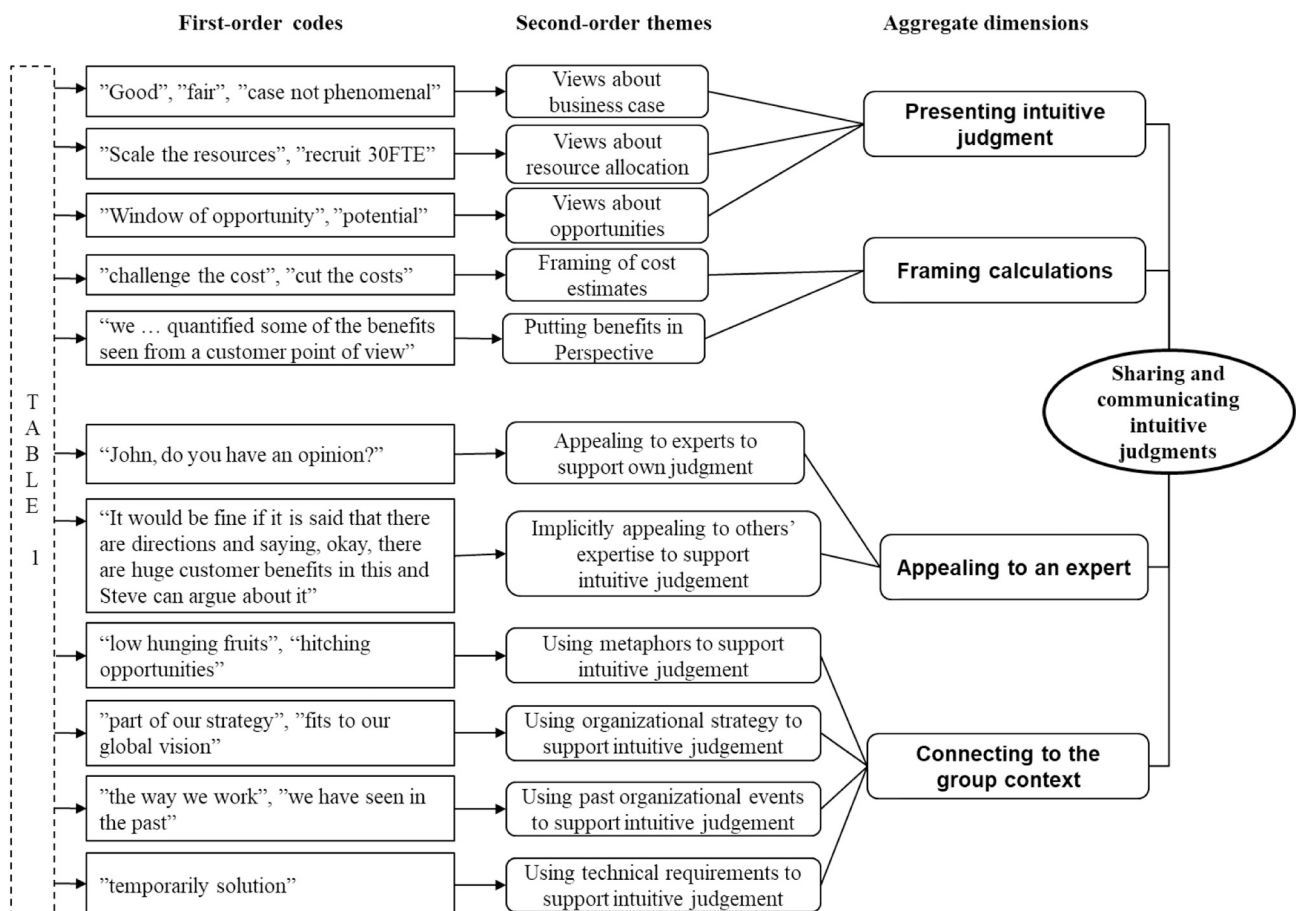 First-order codes
Second-order themes
Aggregate dimensions
T
A
B
L
E
1
”Good”, ”fair”, “case not phenomenal”
”Scale the resources”, “recruit 30FTE”
”Window of opportunity”, ”potential”
”challenge the cost”, ”cut the costs”
“we … quantified some of the benefits
seen from a customer point of view”
“John, do you have an opinion?”
“It would be fine if it is said that there
are directions and saying, okay, there
are huge customer benefits in this and
Steve can argue about it”
“low hunging fruits”, “hitching
opportunities”
”part of our strategy”, ”fits to our
global vision”
”the way we work”, ”we have seen in
the past”
”temporarily solution”
Views about
business case
Views about
resource allocation
Views about
opportunities
Framing of cost
estimates
Putting benefits in
Perspective
Appealing to experts to
support own judgment
Implicitly appealing to others’
expertise to support
intuitive judgement
Using metaphors to support
intuitive judgement
Using organizational strategy to
support intuitive judgement
Using past organizational events
to support intuitive judgement
Using technical requirements to
support intuitive judgement
Presenting intuitive
judgment
Framing calculations
Appealing to an expert
Connecting to the
group context
Sharing and
communicating
intuitive
judgments